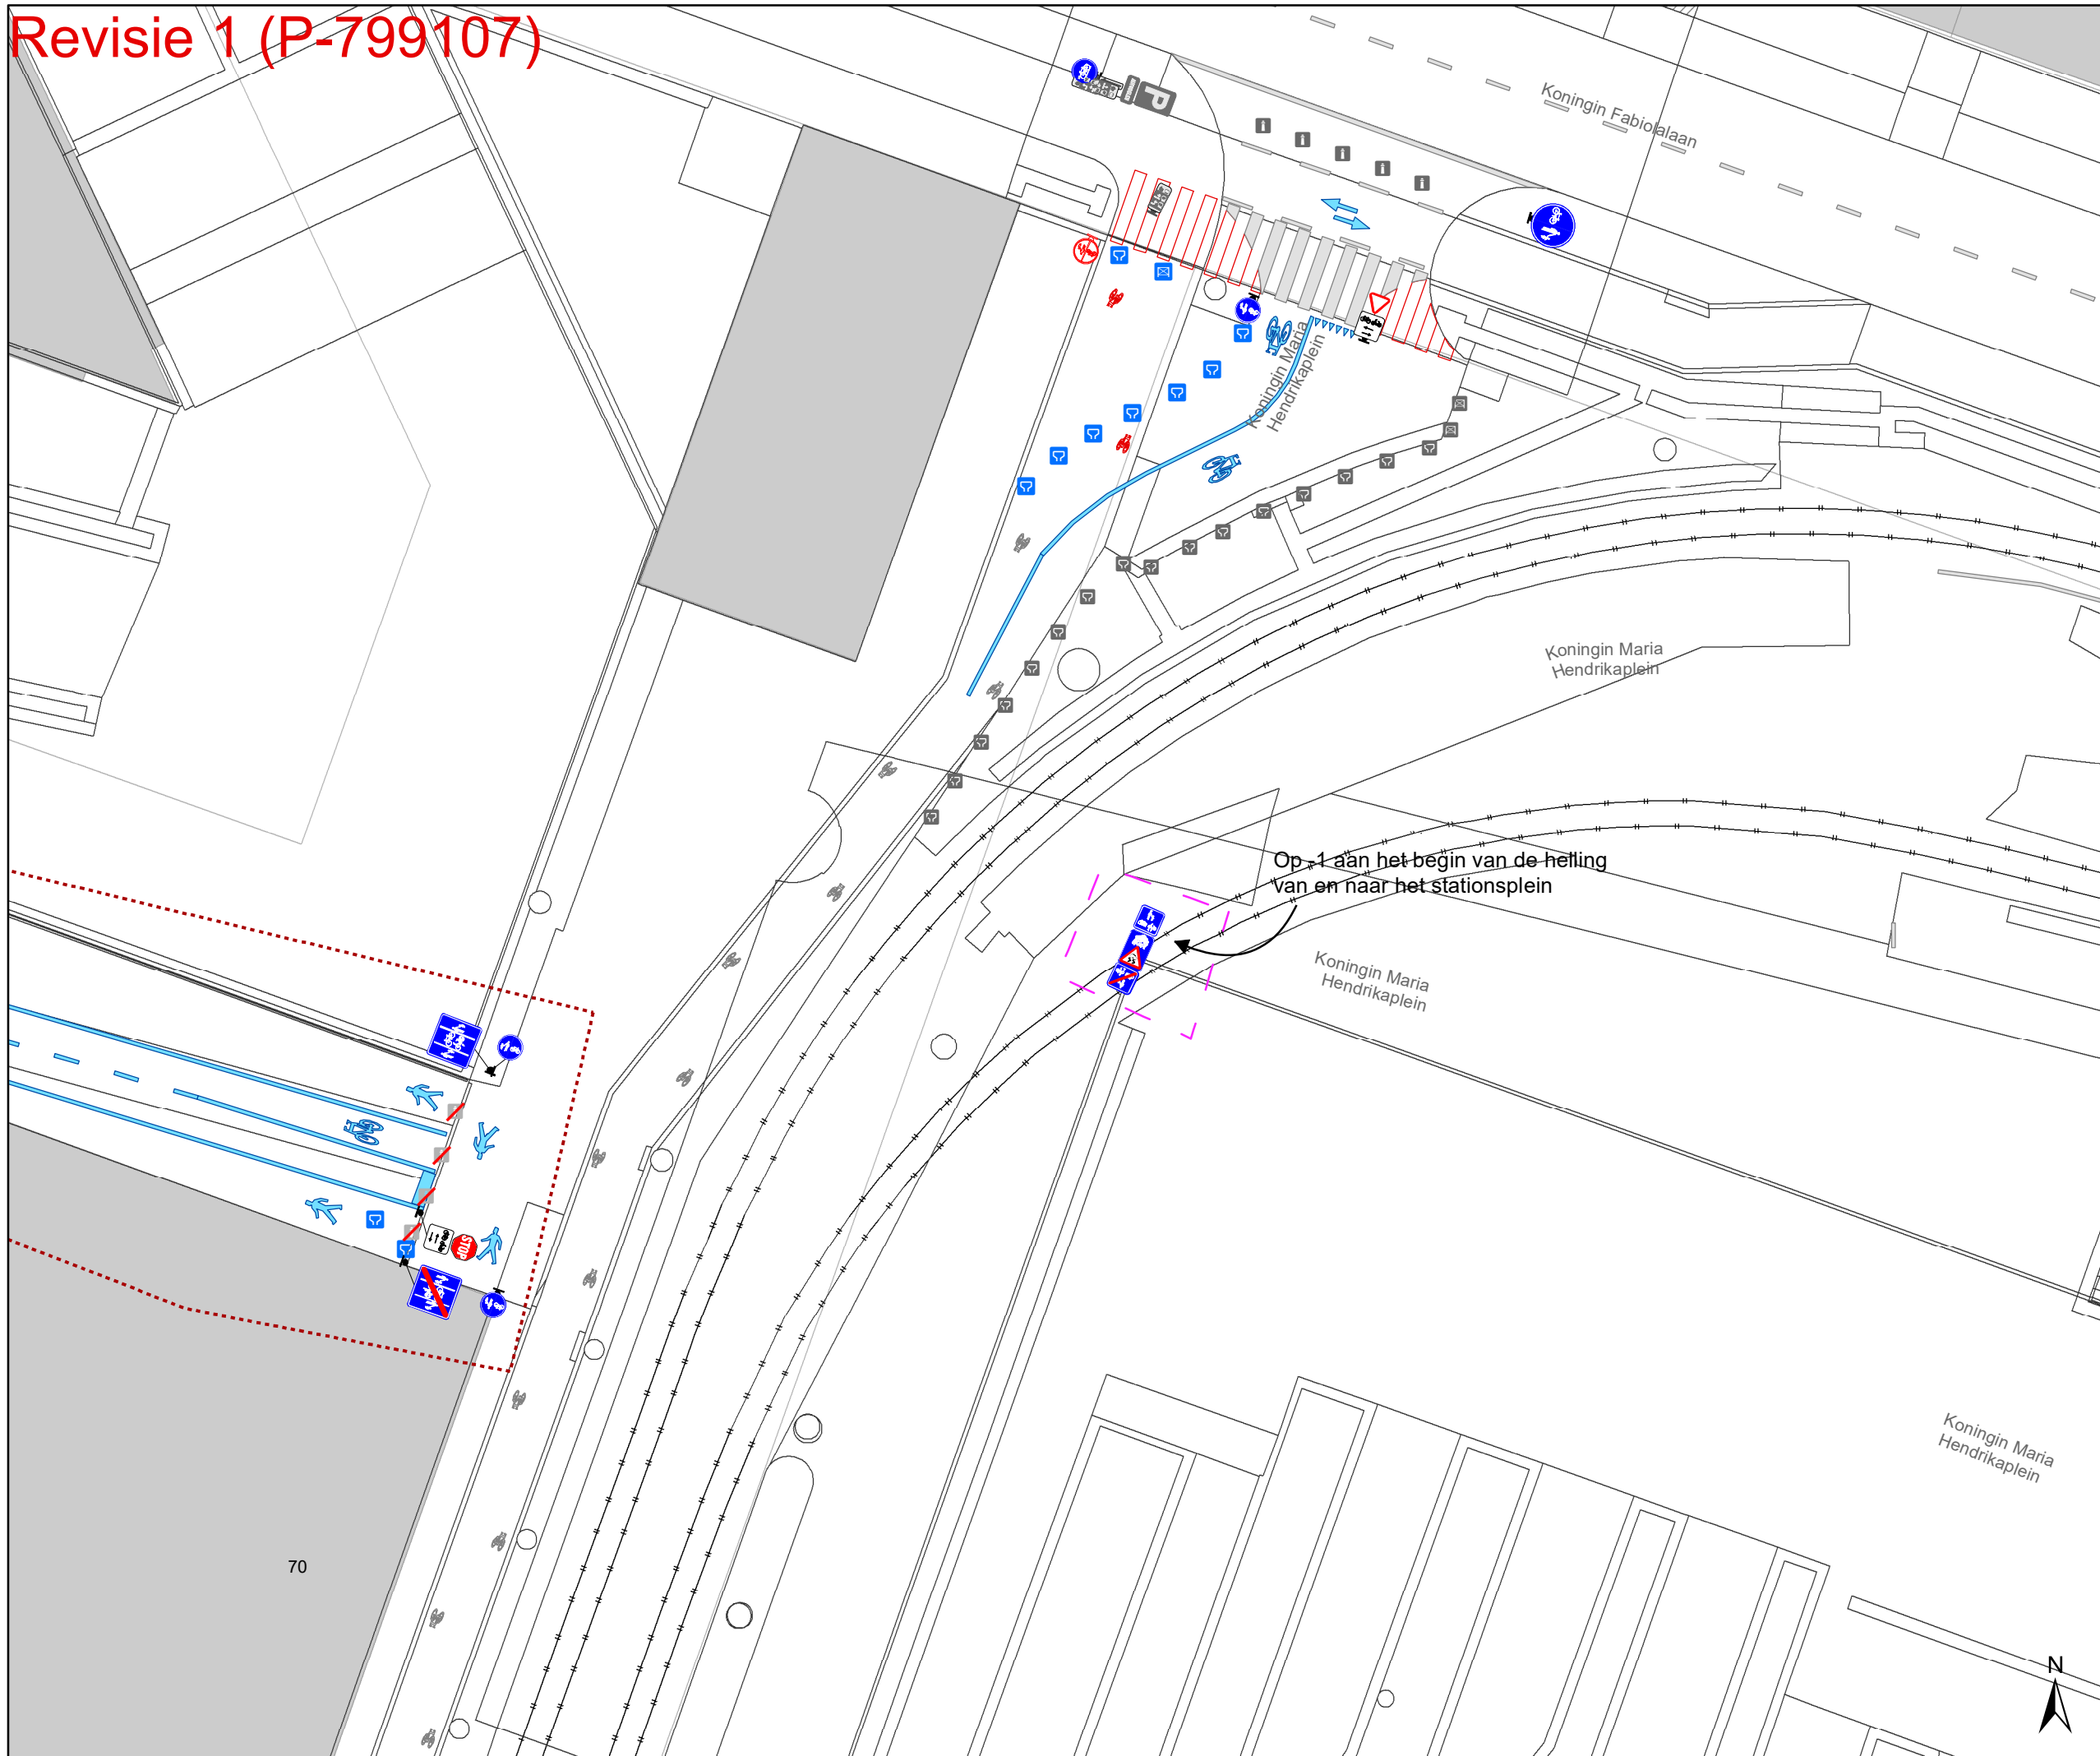 Revisie 1 (P-799107)
P
Koningin Fabiolalaan
Koningin Maria
Hendrikaplein
Koningin Maria
Hendrikaplein
Op -1 aan het begin van de helling
van en naar het stationsplein
Koningin Maria
Hendrikaplein
STOP
Koningin Maria
Hendrikaplein
70
N